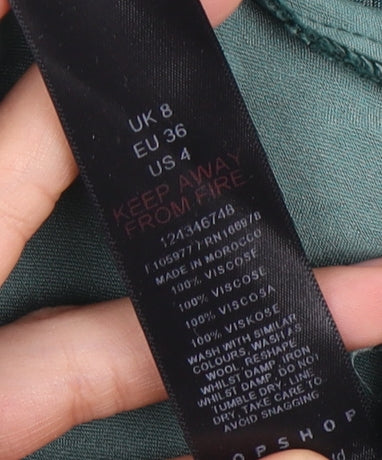 UK 8
EU 36
US 4
KEEP AWAY
FROM FIRE
124346748
MADE IN MOROCCO
100% VISCOSE
100% VISCOSE
100% VISCOSA
100% VISKOSE
WASH WITH SIMILAR
COLOURS, WASH AS
WOOL, RESHAPE
WHILST DAMP, IRON
WHILST DAMP, DO NOT
TUMBLE DRY - LINE
DRY, TAKE CARE TO
AVOID SNAGGING
OPSHOP